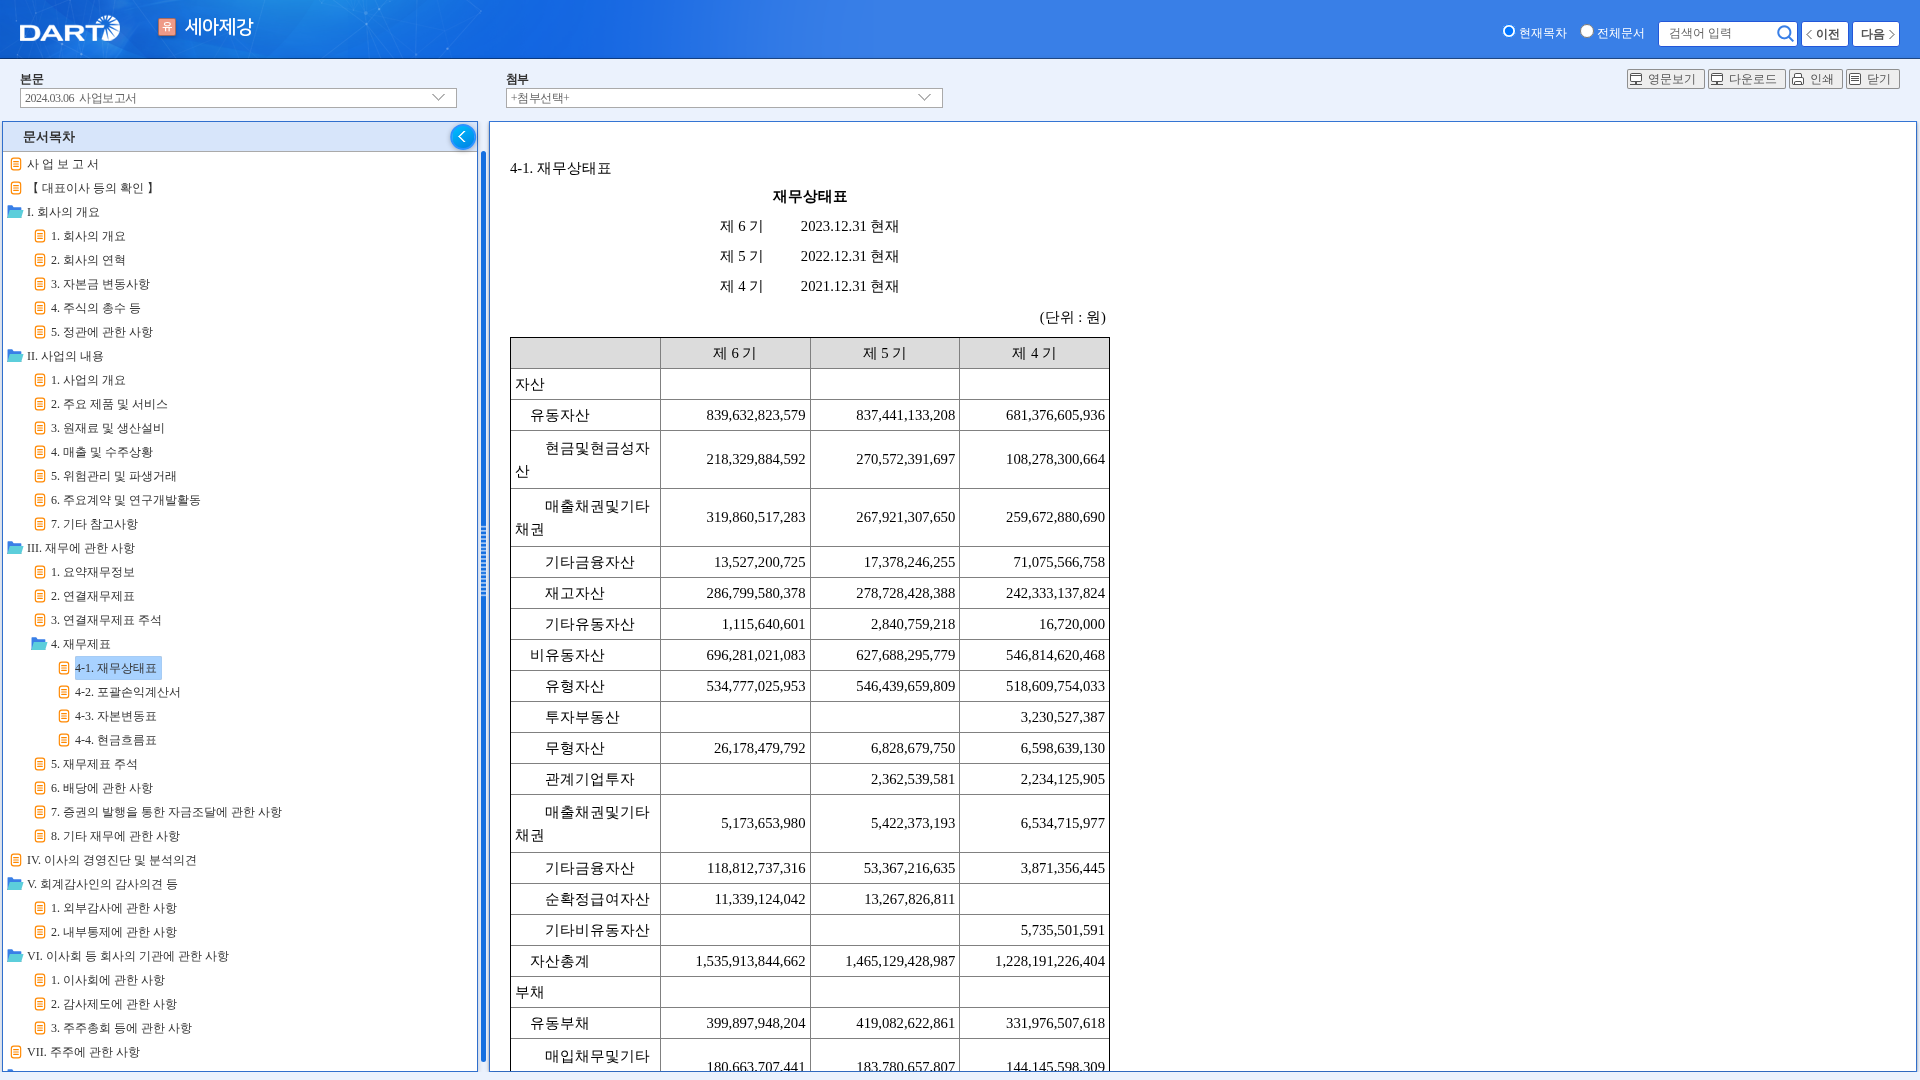 DART
유 세아제강
현재목차 전체문서 검색어 입력 이전 다음
본문
2024.03.06 사업보고서
첨부
+첨부선택+
영문보기 다운로드 인쇄 닫기
문서목차
사 업 보 고 서
【 대표이사 등의 확인 】
I. 회사의 개요
1. 회사의 개요
2. 회사의 연혁
3. 자본금 변동사항
4. 주식의 총수 등
5. 정관에 관한 사항
II. 사업의 내용
1. 사업의 개요
2. 주요 제품 및 서비스
3. 원재료 및 생산설비
4. 매출 및 수주상황
5. 위험관리 및 파생거래
6. 주요계약 및 연구개발활동
7. 기타 참고사항
III. 재무에 관한 사항
1. 요약재무정보
2. 연결재무제표
3. 연결재무제표 주석
4. 재무제표
4-1. 재무상태표
4-2. 포괄손익계산서
4-3. 자본변동표
4-4. 현금흐름표
5. 재무제표 주석
6. 배당에 관한 사항
7. 증권의 발행을 통한 자금조달에 관한 사항
8. 기타 재무에 관한 사항
IV. 이사의 경영진단 및 분석의견
V. 회계감사인의 감사의견 등
1. 외부감사에 관한 사항
2. 내부통제에 관한 사항
VI. 이사회 등 회사의 기관에 관한 사항
1. 이사회에 관한 사항
2. 감사제도에 관한 사항
3. 주주총회 등에 관한 사항
VII. 주주에 관한 사항
4-1. 재무상태표
재무상태표
제 6 기 2023.12.31 현재
제 5 기 2022.12.31 현재
제 4 기 2021.12.31 현재
(단위 : 원)
제 6 기 제 5 기 제 4 기
자산
유동자산 839,632,823,579 837,441,133,208 681,376,605,936
현금및현금성자산 218,329,884,592 270,572,391,697 108,278,300,664
매출채권및기타채권 319,860,517,283 267,921,307,650 259,672,880,690
기타금융자산 13,527,200,725 17,378,246,255 71,075,566,758
재고자산 286,799,580,378 278,728,428,388 242,333,137,824
기타유동자산 1,115,640,601 2,840,759,218 16,720,000
비유동자산 696,281,021,083 627,688,295,779 546,814,620,468
유형자산 534,777,025,953 546,439,659,809 518,609,754,033
투자부동산 3,230,527,387
무형자산 26,178,479,792 6,828,679,750 6,598,639,130
관계기업투자 2,362,539,581 2,234,125,905
매출채권및기타채권 5,173,653,980 5,422,373,193 6,534,715,977
기타금융자산 118,812,737,316 53,367,216,635 3,871,356,445
순확정급여자산 11,339,124,042 13,267,826,811
기타비유동자산 5,735,501,591
자산총계 1,535,913,844,662 1,465,129,428,987 1,228,191,226,404
부채
유동부채 399,897,948,204 419,082,622,861 331,976,507,618
매입채무및기타 180,663,707,441 183,780,657,807 144,145,598,309